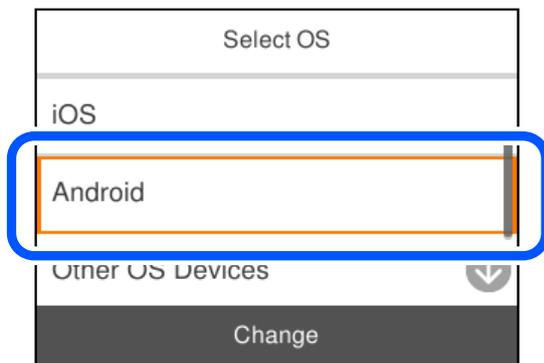 Select OS
iOS
Android
Other OS Devices
Change